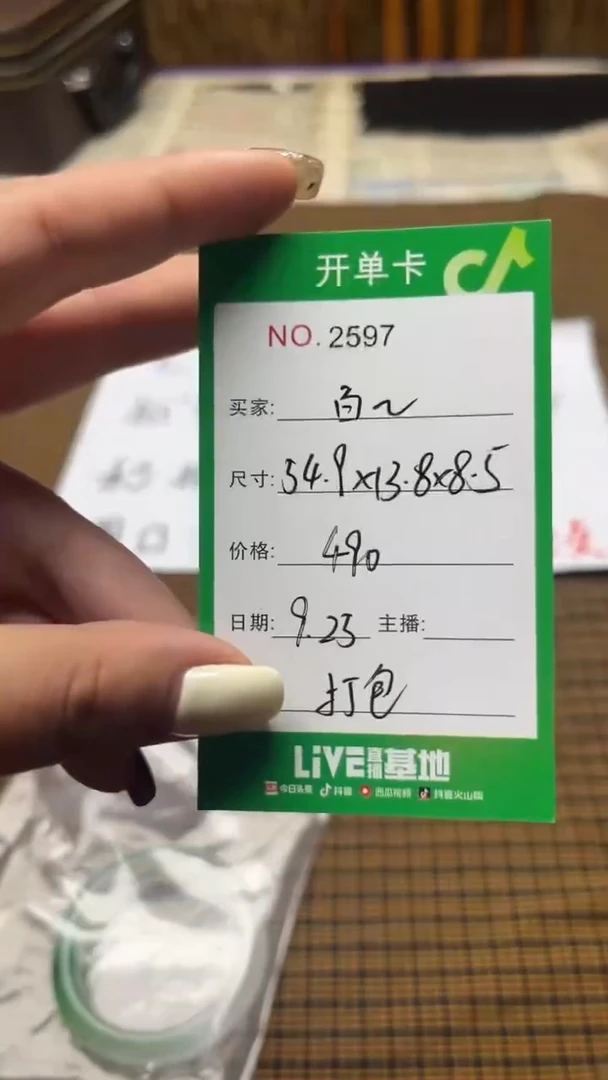 开单卡
NO. 2597
买家: 百~
尺寸: 54.9x13.8x8.5
价格: 490
日期: 9.25 主播:
打包
LiVE直播基地
今日头条 抖音 西瓜视频 抖音火山版